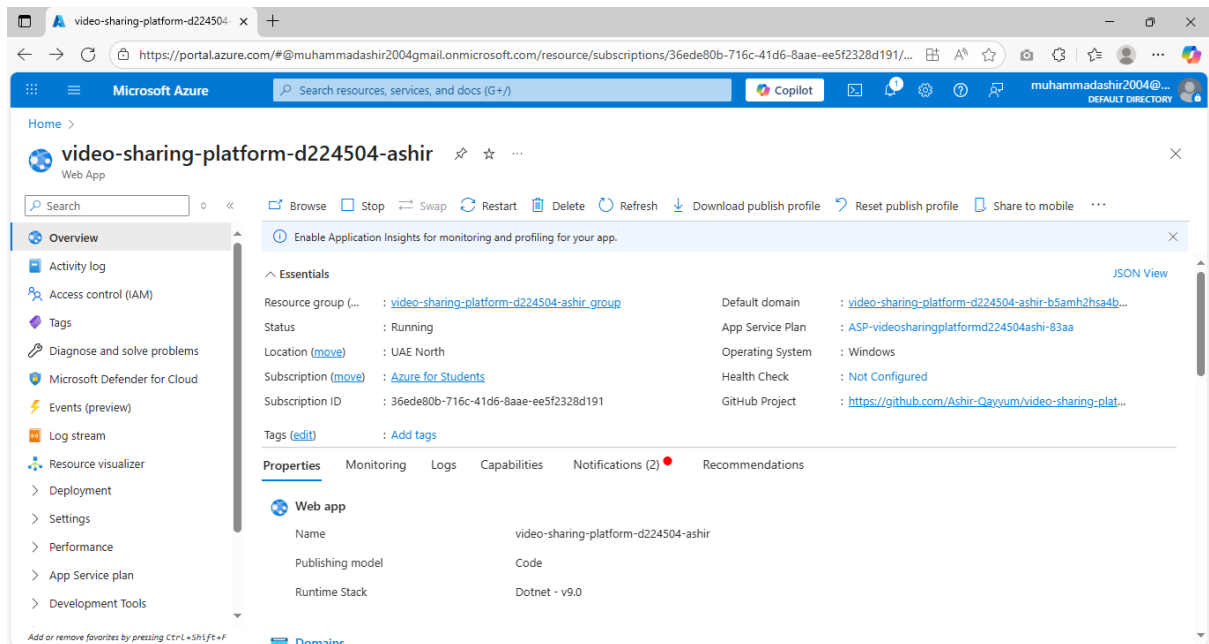 video-sharing-platform-d224504-
https://portal.azure.com/#@muhammadashir2004gmail.onmicrosoft.com/resource/subscriptions/36ede80b-716c-41d6-8aae-ee5f2328d191/...
Microsoft Azure
Search resources, services, and docs (G+/)
Copilot
1
muhammadashir2004@...
DEFAULT DIRECTORY
Home >
video-sharing-platform-d224504-ashir
Web App
Search
Browse Stop Swap Restart Delete Refresh Download publish profile Reset publish profile Share to mobile ...
Overview
Activity log
Access control (IAM)
Tags
Diagnose and solve problems
Microsoft Defender for Cloud
Events (preview)
Log stream
Resource visualizer
Deployment
Settings
Performance
App Service plan
Development Tools
Add or remove favorites by pressing Ctrl+Shift+F
Enable Application Insights for monitoring and profiling for your app.
Essentials
JSON View
Resource group (... : video-sharing-platform-d224504-ashir_group
Status : Running
Location (move) : UAE North
Subscription (move) : Azure for Students
Subscription ID : 36ede80b-716c-41d6-8aae-ee5f2328d191
Default domain : video-sharing-platform-d224504-ashir-b5amh2hsa4b...
App Service Plan : ASP-videosharingplatformd224504ashi-83aa
Operating System : Windows
Health Check : Not Configured
GitHub Project : https://github.com/Ashir-Qayyum/video-sharing-plat...
Tags (edit) : Add tags
Properties Monitoring Logs Capabilities Notifications (2) Recommendations
Web app
Name video-sharing-platform-d224504-ashir
Publishing model Code
Runtime Stack Dotnet - v9.0
Domains